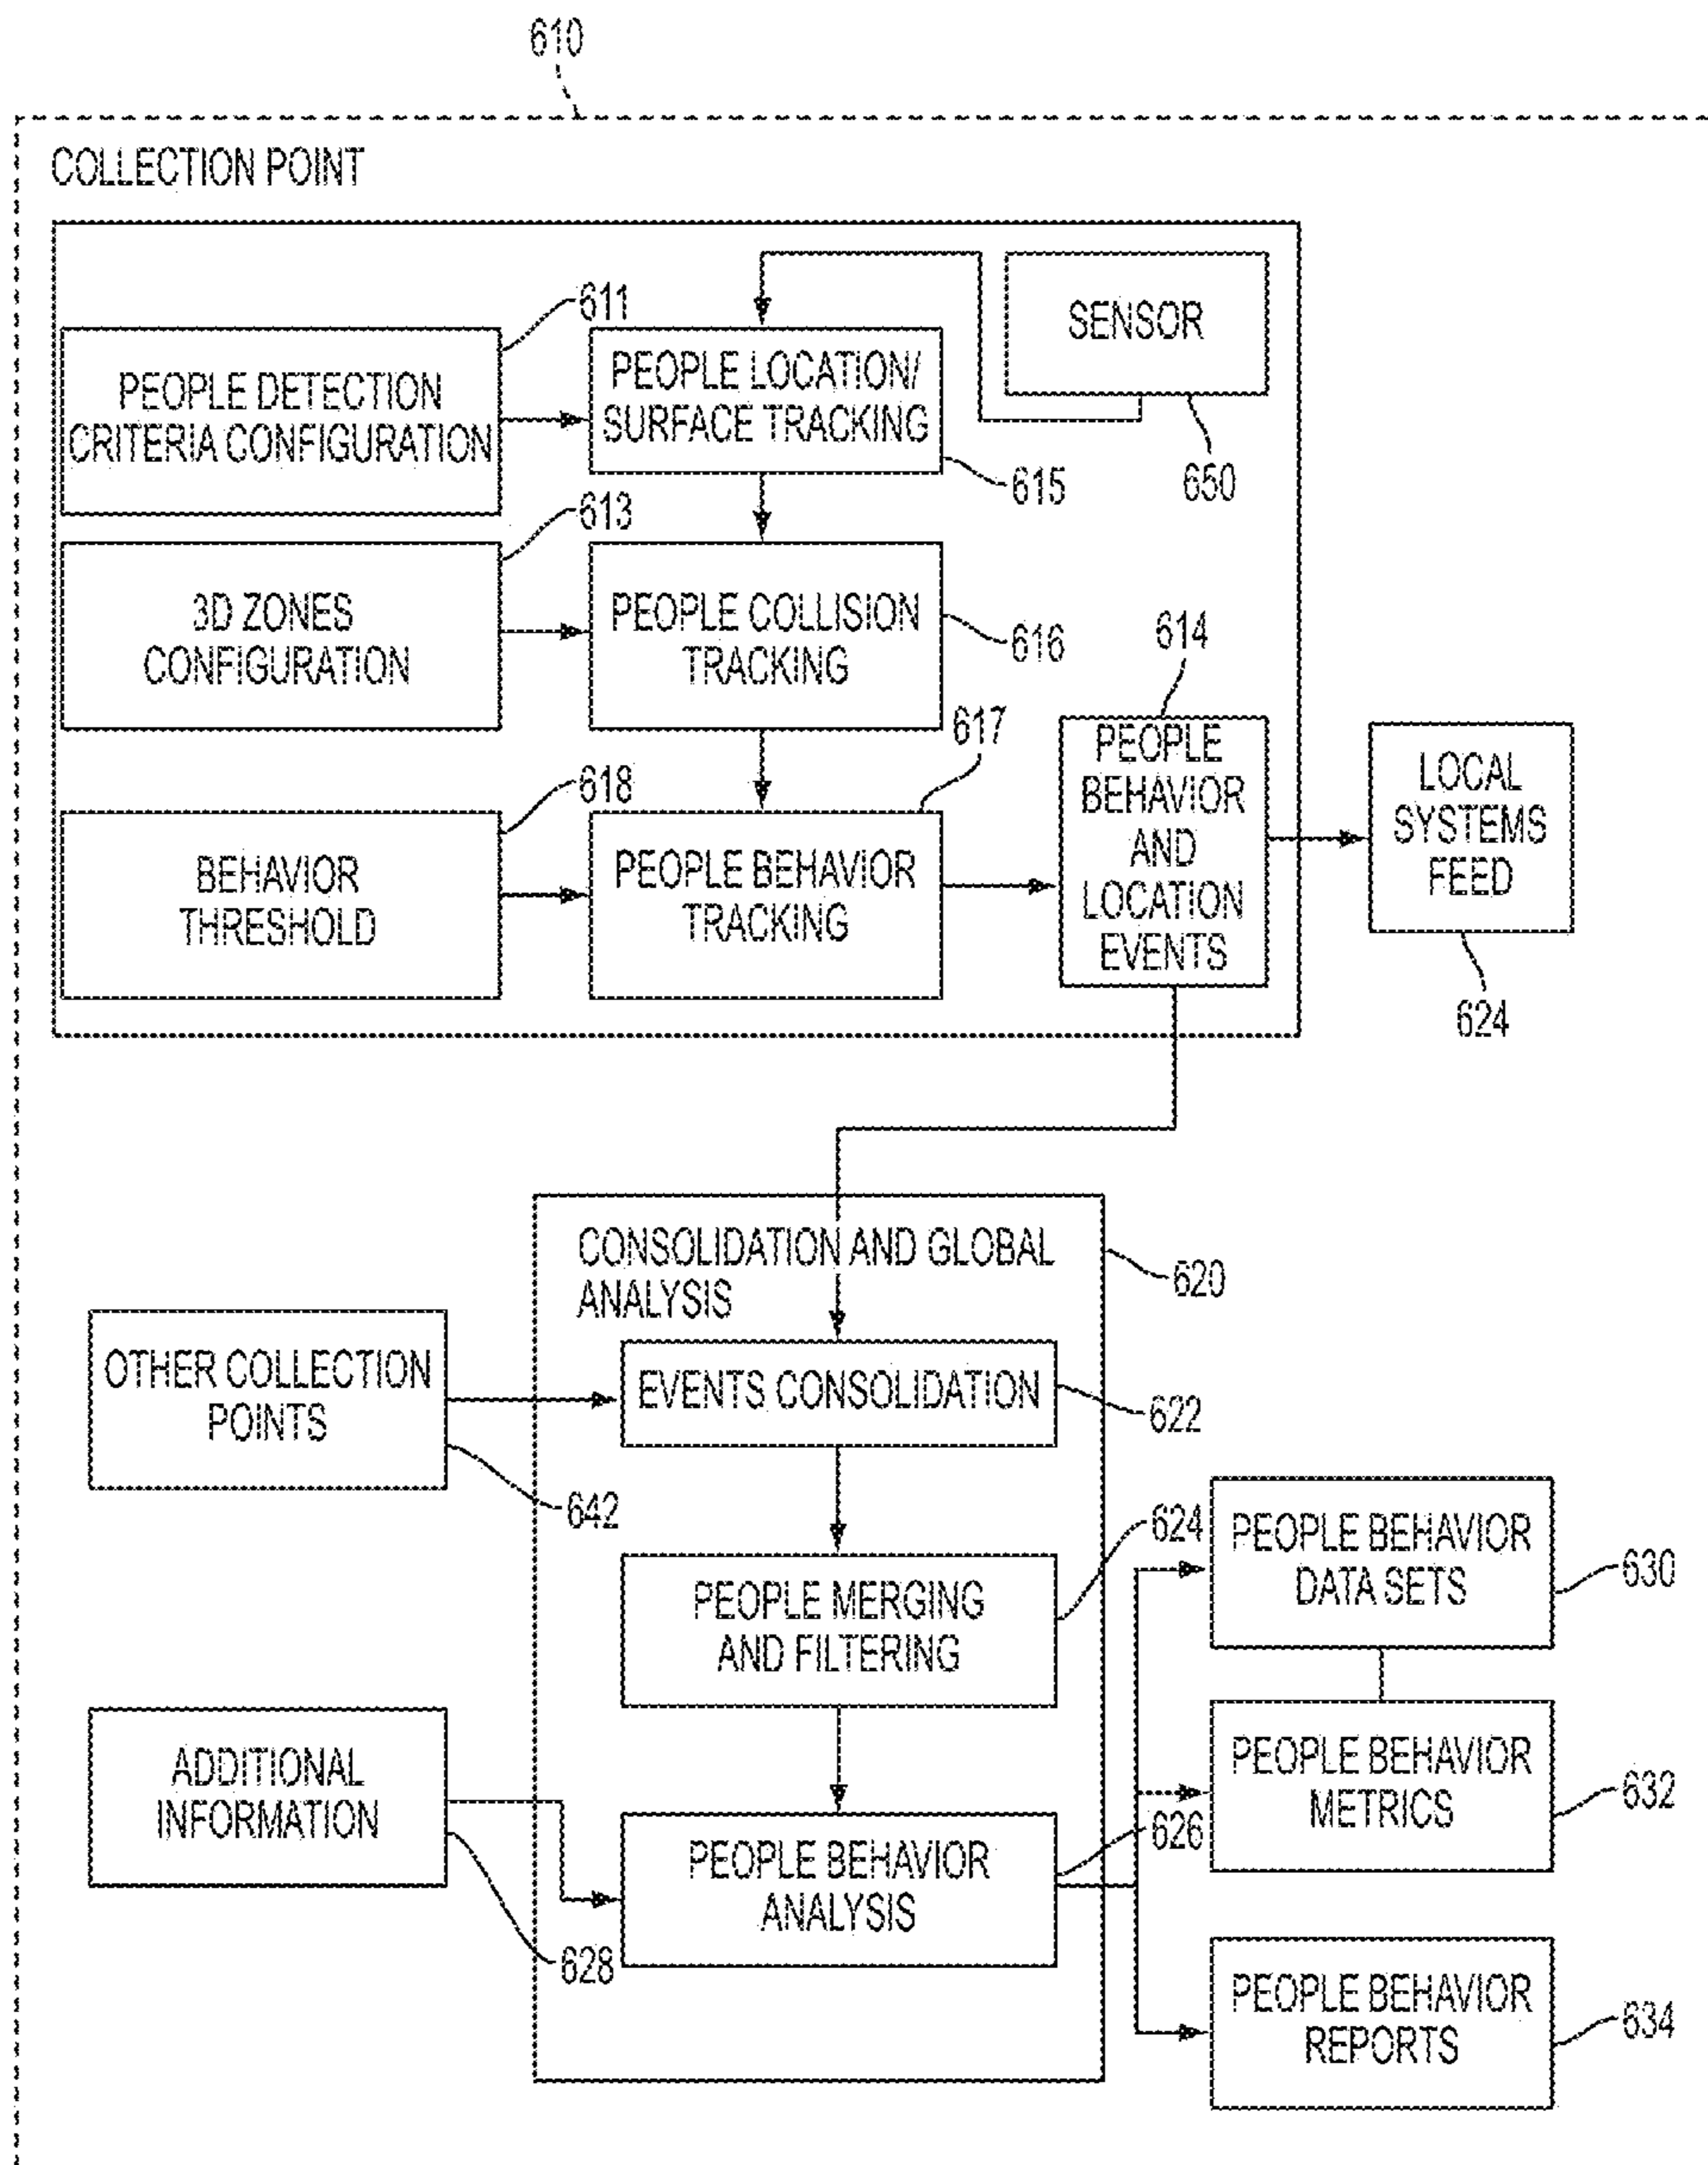 610
COLLECTION POINT
611
PEOPLE DETECTION
CRITERIA CONFIGURATION
PEOPLE LOCATION/
SURFACE TRACKING
615
SENSOR
650
613
3D ZONES
CONFIGURATION
PEOPLE COLLISION
TRACKING
616
618
BEHAVIOR
THRESHOLD
617
PEOPLE BEHAVIOR
TRACKING
614
PEOPLE
BEHAVIOR
AND
LOCATION
EVENTS
LOCAL
SYSTEMS
FEED
624
CONSOLIDATION AND GLOBAL
ANALYSIS
620
OTHER COLLECTION
POINTS
642
EVENTS CONSOLIDATION
622
PEOPLE MERGING
AND FILTERING
624
PEOPLE BEHAVIOR
DATA SETS
630
ADDITIONAL
INFORMATION
628
PEOPLE BEHAVIOR
ANALYSIS
626
PEOPLE BEHAVIOR
METRICS
632
PEOPLE BEHAVIOR
REPORTS
634